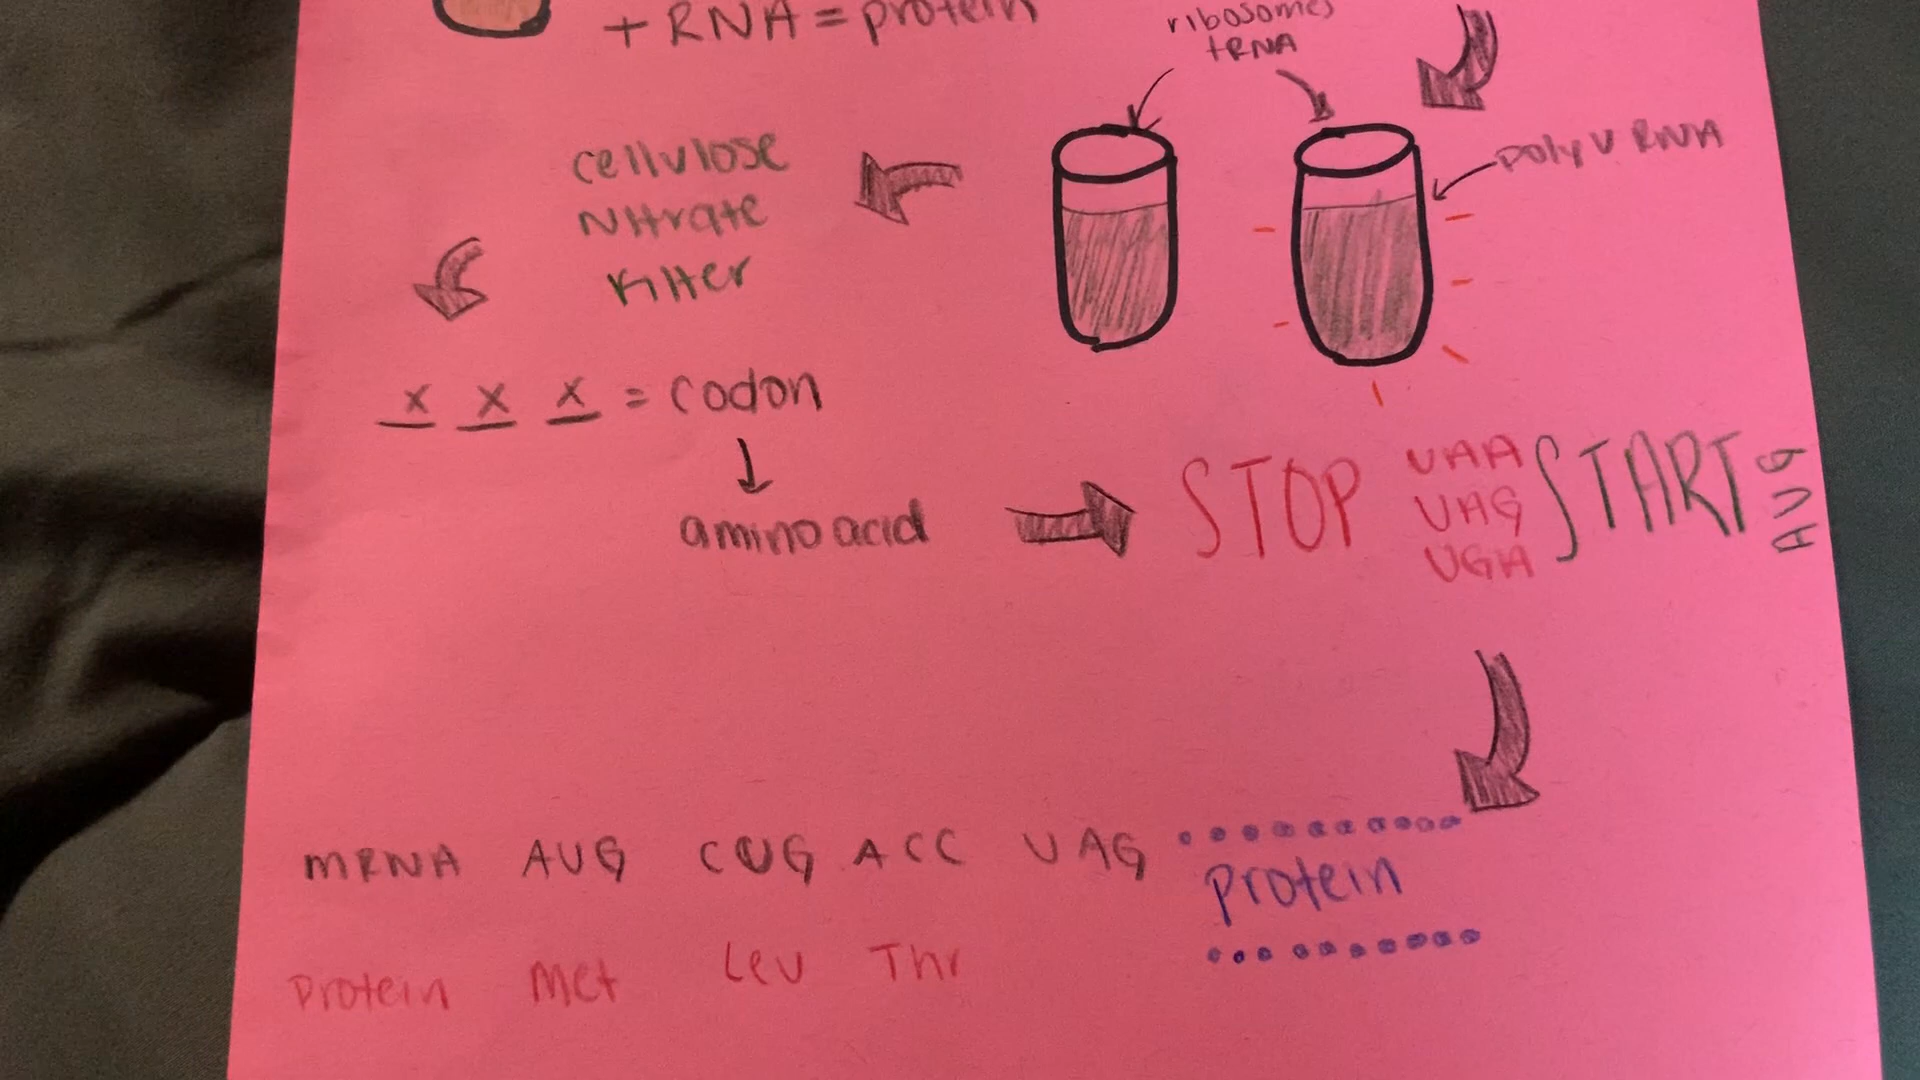 + RNA = protein
ribosomes
tRNA
poly U RNA
cellulose
Nitrate
Filter
x x x = codon
amino acid
STOP
UAA
UAG
UGA
START
AUG
mRNA AUG CUG ACC UAG
protein
Protein Met Leu Thr